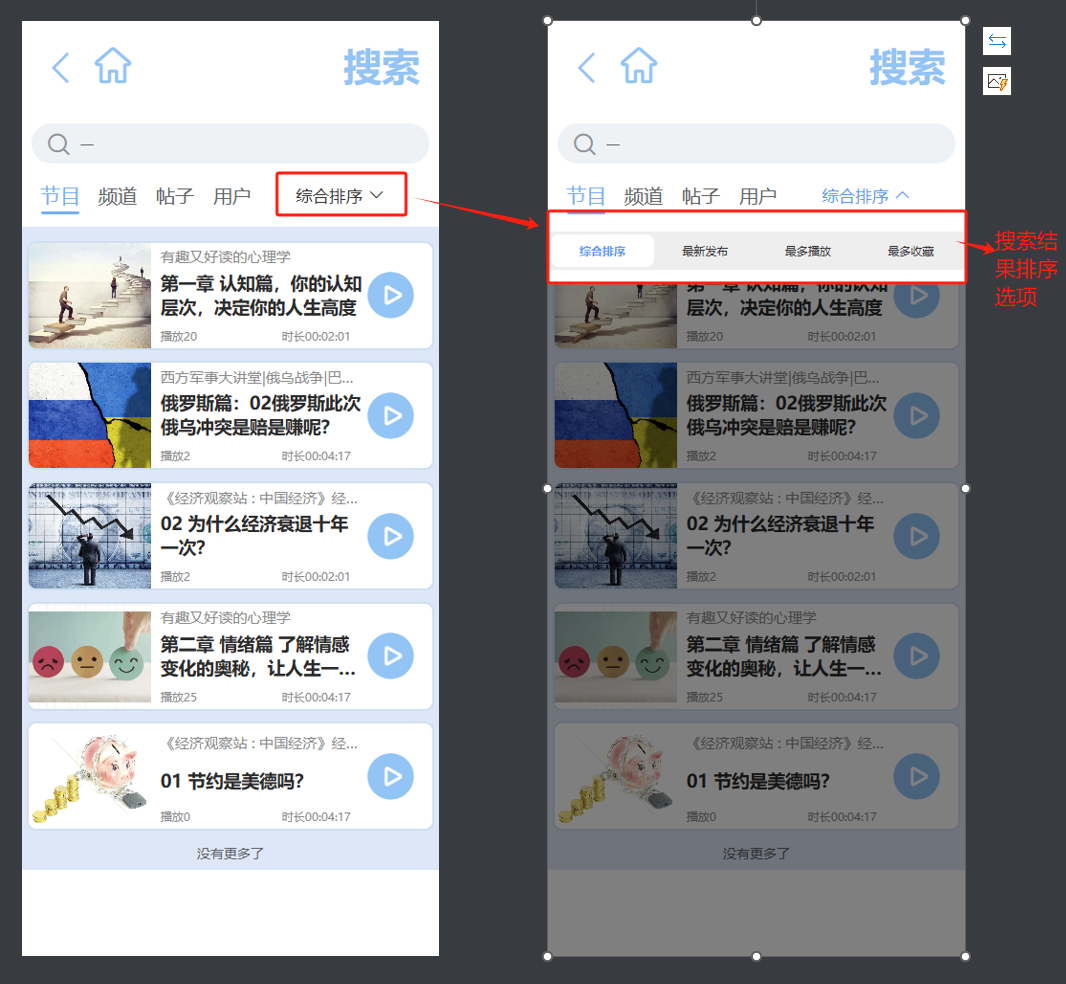 搜索
—
节目 频道 帖子 用户 综合排序
有趣又好读的心理学
第一章 认知篇，你的认知
层次，决定你的人生高度
播放20 时长00:02:01
西方军事大讲堂|俄乌战争|巴...
俄罗斯篇：02俄罗斯此次
俄乌冲突是赔是赚呢？
播放2 时长00:04:17
《经济观察站 : 中国经济》经...
02 为什么经济衰退十年
一次？
播放2 时长00:02:01
有趣又好读的心理学
第二章 情绪篇 了解情感
变化的奥秘，让人生一...
播放25 时长00:04:17
《经济观察站 : 中国经济》经...
01 节约是美德吗？
播放0 时长00:04:17
没有更多了
搜索
—
节目 频道 帖子 用户 综合排序
综合排序 最新发布 最多播放 最多收藏
第一章 认知篇，你的认知
层次，决定你的人生高度
播放20 时长00:02:01
西方军事大讲堂|俄乌战争|巴...
俄罗斯篇：02俄罗斯此次
俄乌冲突是赔是赚呢？
播放2 时长00:04:17
《经济观察站 : 中国经济》经...
02 为什么经济衰退十年
一次？
播放2 时长00:02:01
有趣又好读的心理学
第二章 情绪篇 了解情感
变化的奥秘，让人生一...
播放25 时长00:04:17
《经济观察站 : 中国经济》经...
01 节约是美德吗？
播放0 时长00:04:17
没有更多了
搜索结
果排序
选项